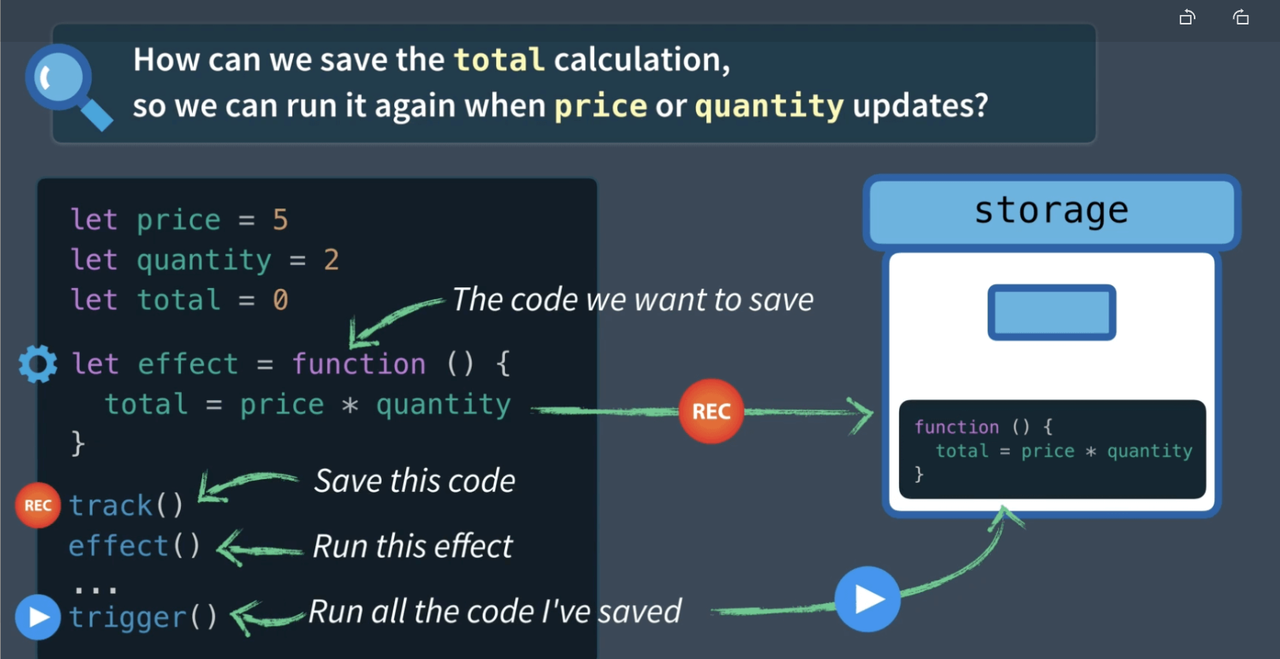 How can we save the total calculation,
so we can run it again when price or quantity updates?
let price = 5
let quantity = 2
let total = 0
The code we want to save
let effect = function () {
total = price * quantity
}
REC
storage
function () {
total = price * quantity
}
REC
track()
Save this code
effect()
Run this effect
...
trigger()
Run all the code I've saved